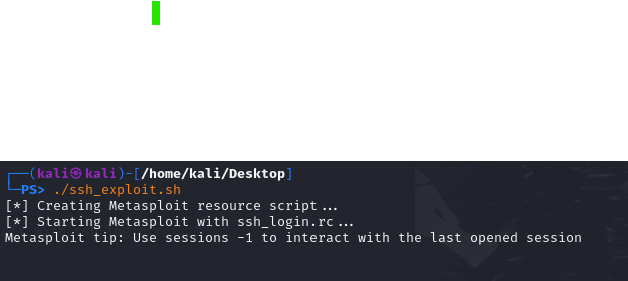 ┌──(kali㉿kali)-[/home/kali/Desktop]
└─PS> ./ssh_exploit.sh
[*] Creating Metasploit resource script...
[*] Starting Metasploit with ssh_login.rc...
Metasploit tip: Use sessions -1 to interact with the last opened session